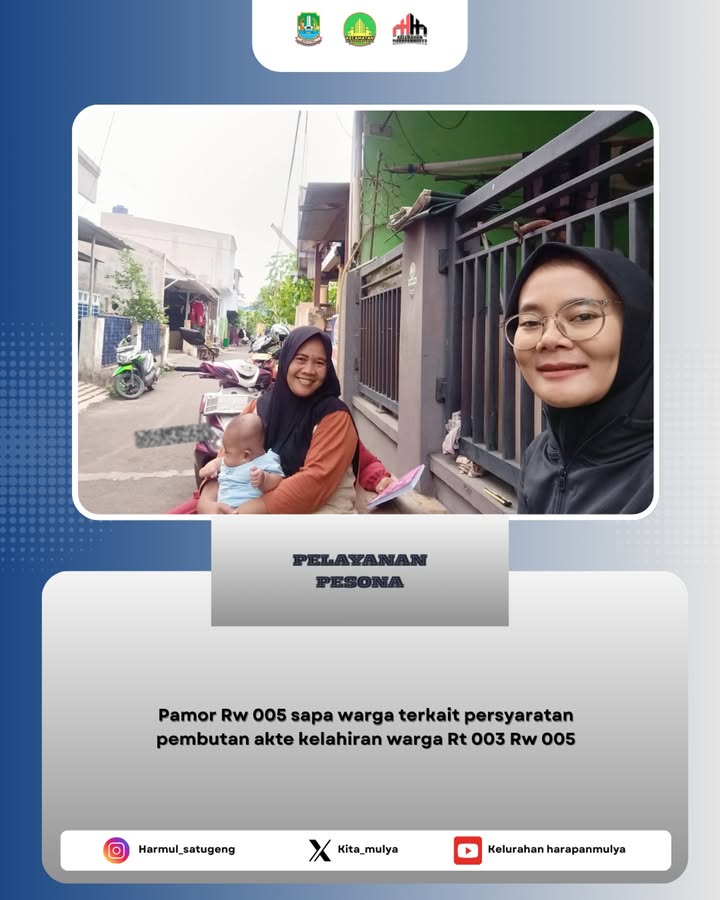 PELAYANAN
PESONA
Pamor Rw 005 sapa warga terkait persyaratan
pembutan akte kelahiran warga Rt 003 Rw 005
Harmul_satugeng
Kita_mulya
Kelurahan harapanmulya